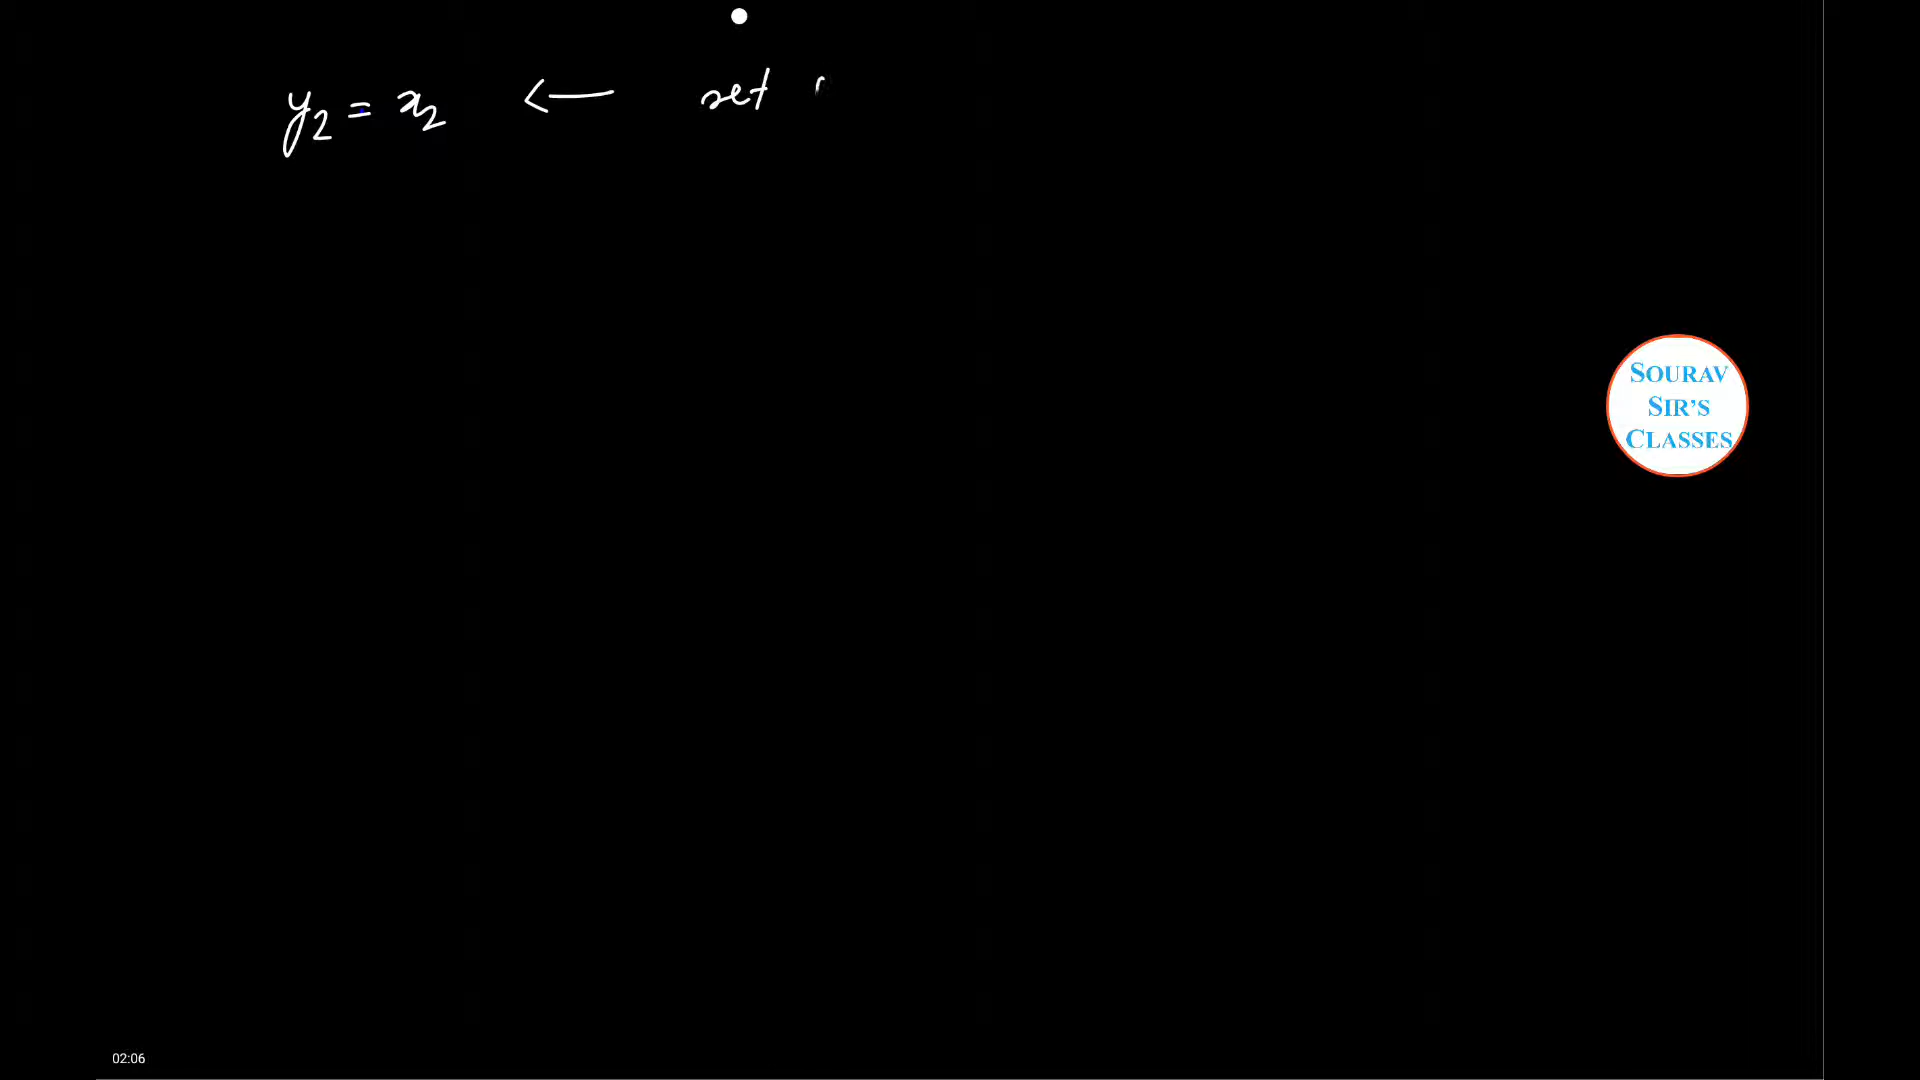 y₂ = x₂ ← set
SOURAV
SIR'S
CLASSES
02:06